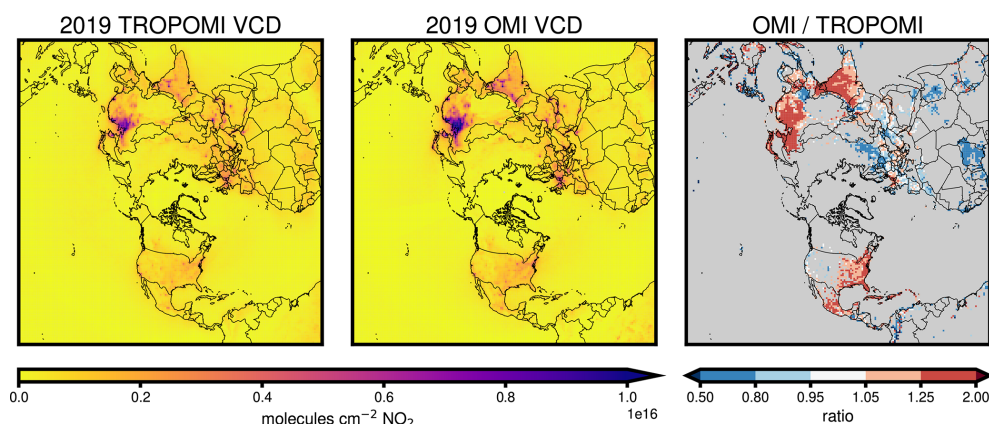 2019 TROPOMI VCD
2019 OMI VCD
OMI / TROPOMI
0.0 0.2 0.4 0.6 0.8 1.0
1e16
molecules cm⁻² NO₂
0.50 0.80 0.95 1.05 1.25 2.00
ratio